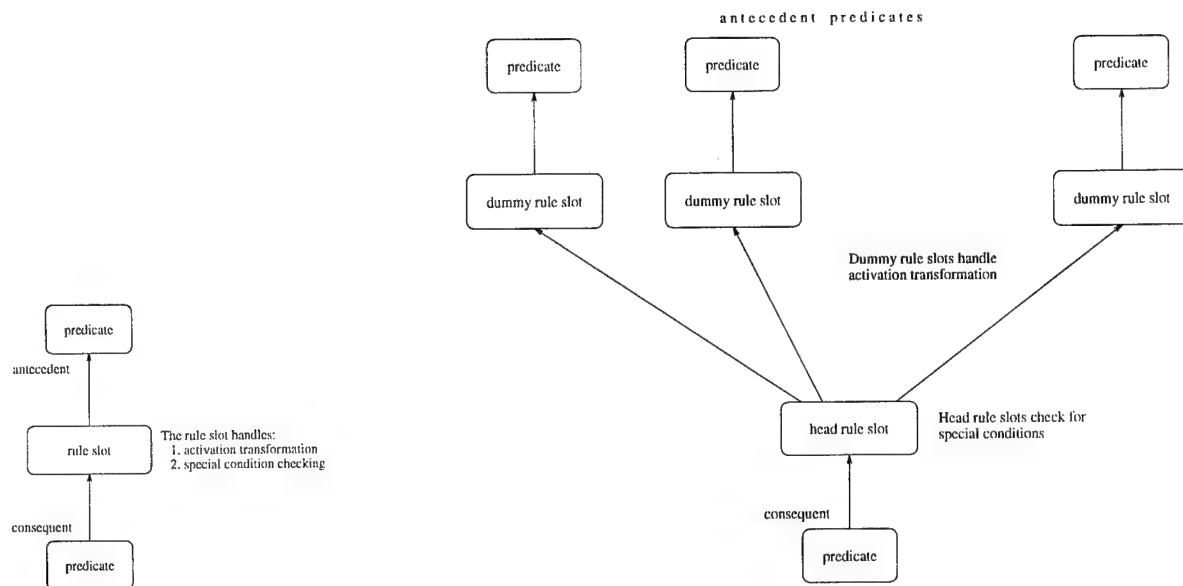 predicate
antecedent
rule slot
The rule slot handles:
1. activation transformation
2. special condition checking
consequent
predicate
antecedent predicates
predicate
predicate
predicate
dummy rule slot
dummy rule slot
dummy rule slot
Dummy rule slots handle
activation transformation
head rule slot
Head rule slots check for
special conditions
consequent
predicate